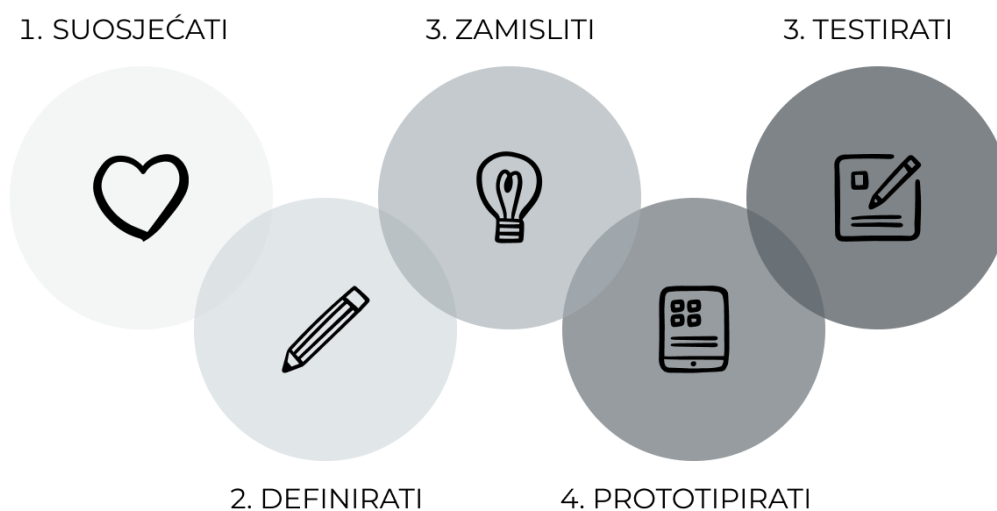 1. SUOSJEĆATI
3. ZAMISLITI
3. TESTIRATI
2. DEFINIRATI
4. PROTOTIPIRATI